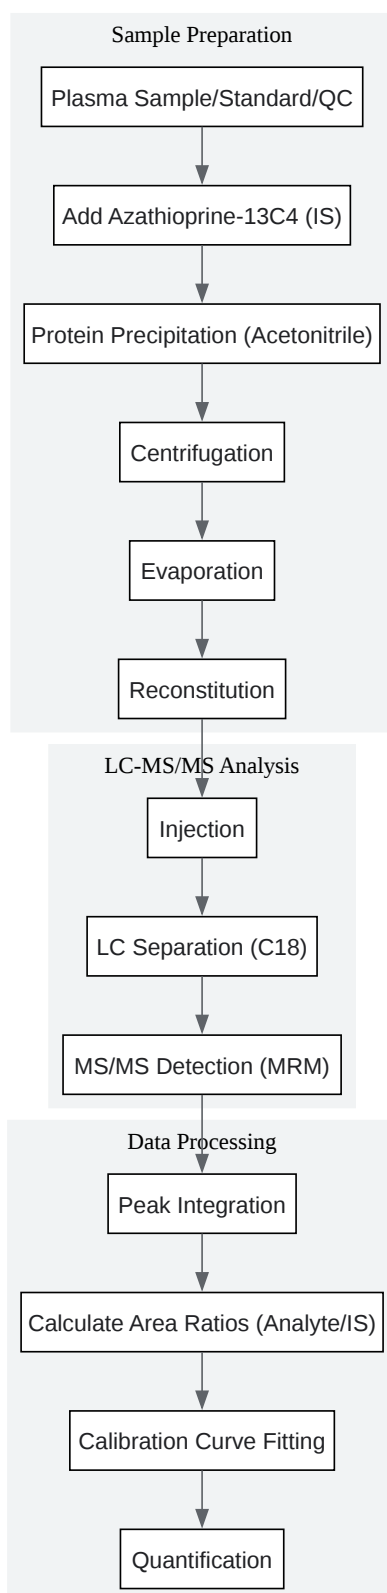 Sample Preparation
Plasma Sample/Standard/QC
Add Azathioprine-13C4 (IS)
Protein Precipitation (Acetonitrile)
Centrifugation
Evaporation
Reconstitution
LC-MS/MS Analysis
Injection
LC Separation (C18)
MS/MS Detection (MRM)
Data Processing
Peak Integration
Calculate Area Ratios (Analyte/IS)
Calibration Curve Fitting
Quantification